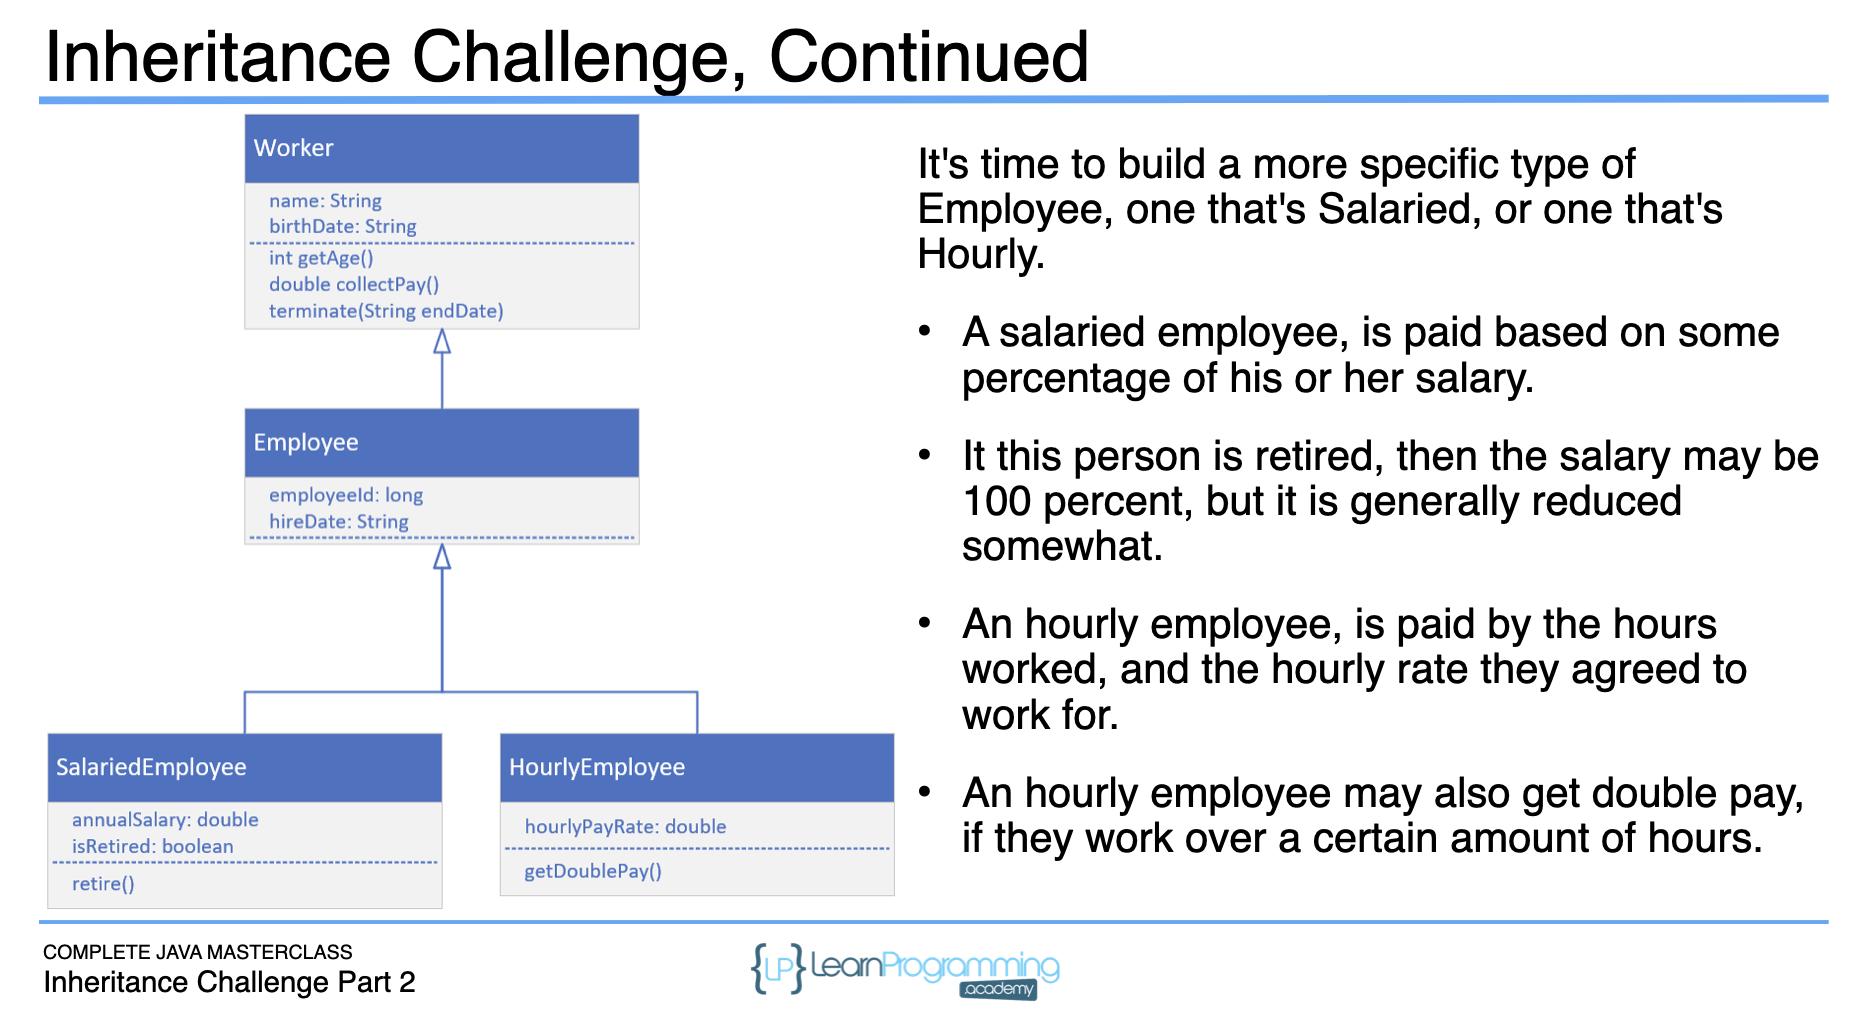 Inheritance Challenge, Continued
Worker
name: String
birthDate: String
int getAge()
double collectPay()
terminate(String endDate)
Employee
employeeId: long
hireDate: String
SalariedEmployee
annualSalary: double
isRetired: boolean
retire()
HourlyEmployee
hourlyPayRate: double
getDoublePay()
It's time to build a more specific type of
Employee, one that's Salaried, or one that's
Hourly.
• A salaried employee, is paid based on some
percentage of his or her salary.
• It this person is retired, then the salary may be
100 percent, but it is generally reduced
somewhat.
• An hourly employee, is paid by the hours
worked, and the hourly rate they agreed to
work for.
• An hourly employee may also get double pay,
if they work over a certain amount of hours.
COMPLETE JAVA MASTERCLASS
Inheritance Challenge Part 2
{LP} LearnProgramming
.academy